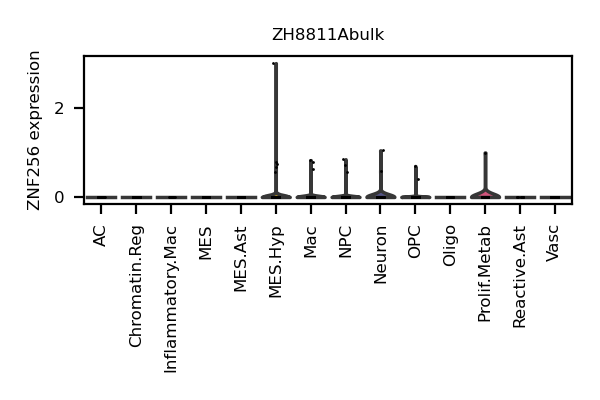 ZH8811Abulk
ZNF256 expression
2
0
AC
Chromatin.Reg
Inflammatory.Mac
MES
MES.Ast
MES.Hyp
Mac
NPC
Neuron
OPC
Oligo
Prolif.Metab
Reactive.Ast
Vasc